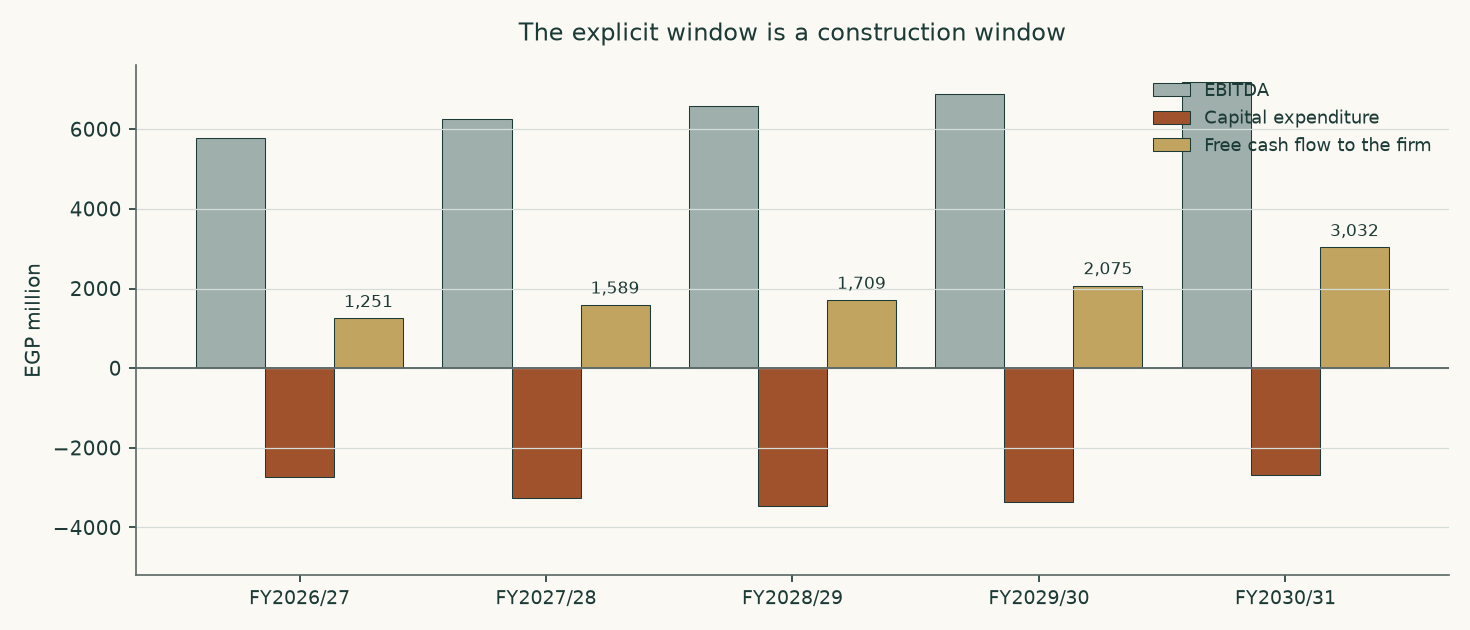 The explicit window is a construction window
EBITDA
Capital expenditure
Free cash flow to the firm
EGP million
6000
4000
2000
0
−2000
−4000
1,251
1,589
1,709
2,075
3,032
FY2026/27
FY2027/28
FY2028/29
FY2029/30
FY2030/31